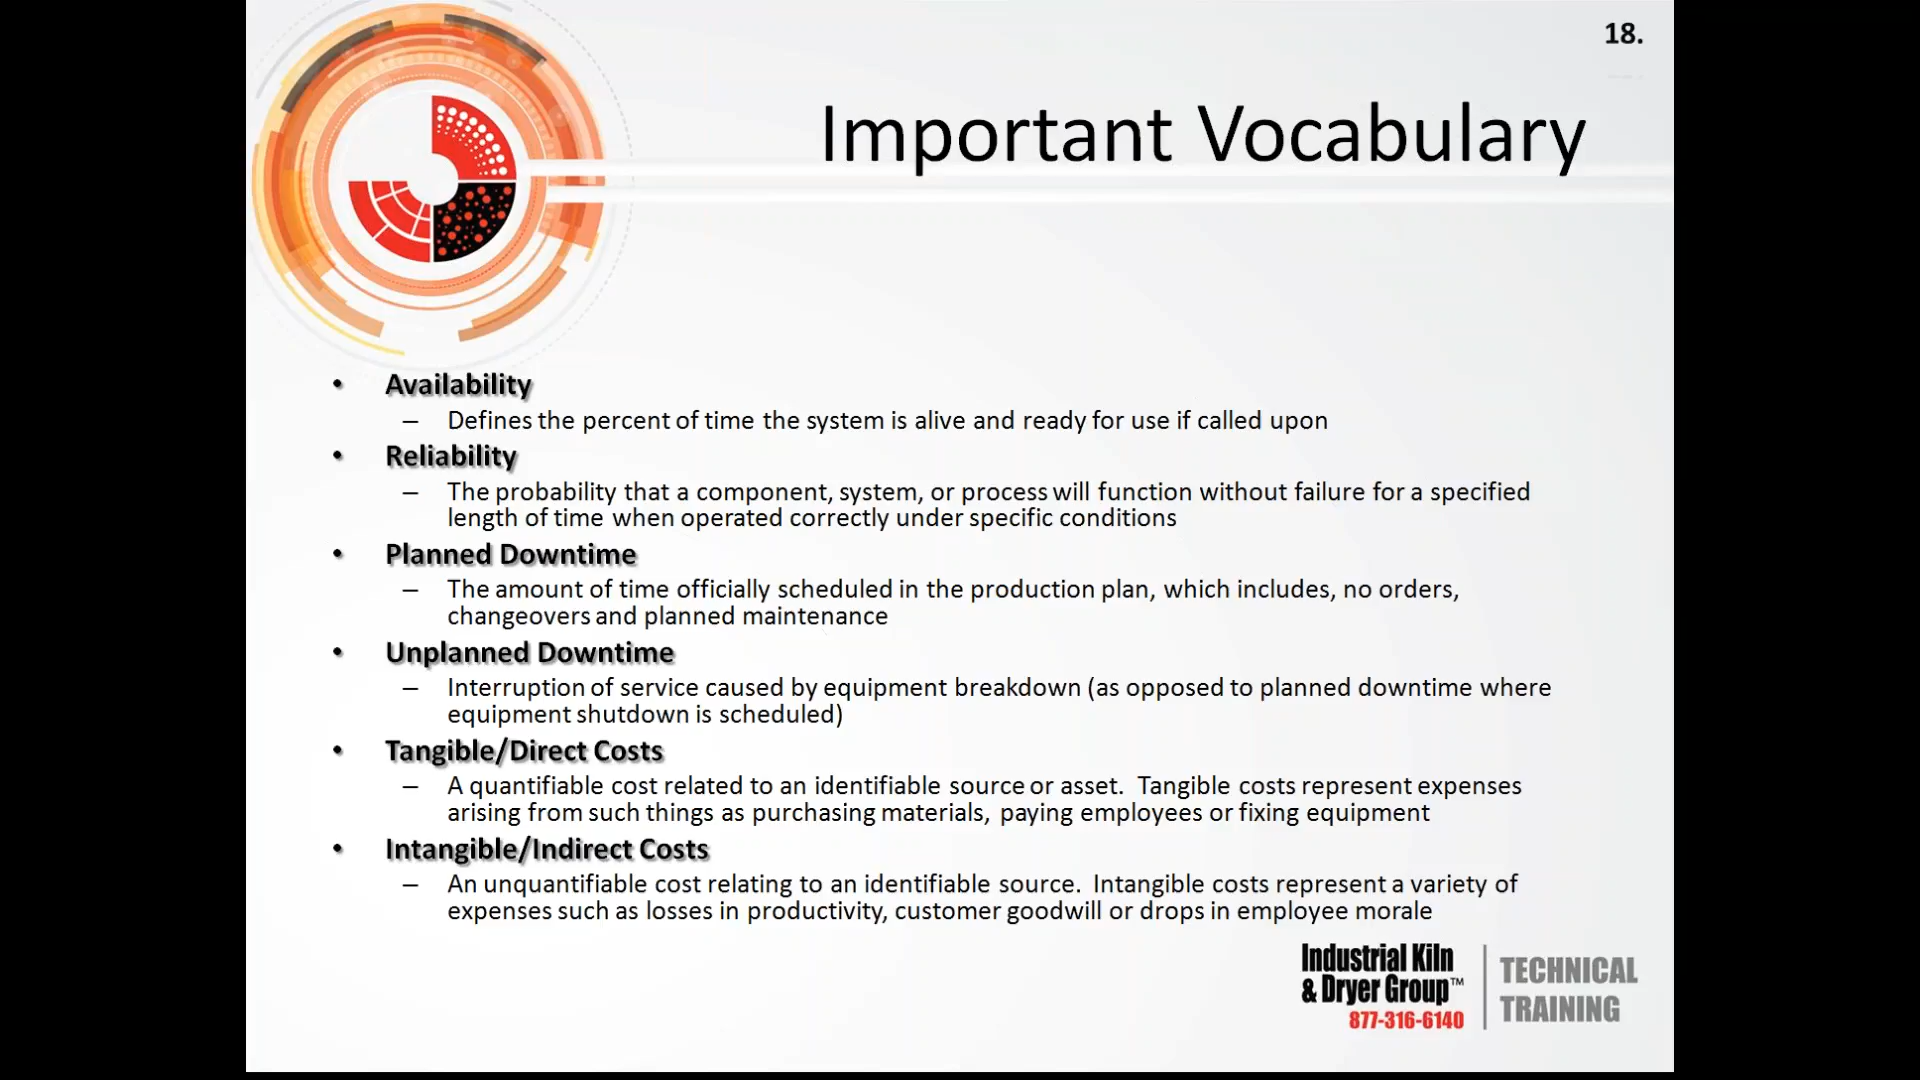 18.
Important Vocabulary
• Availability
– Defines the percent of time the system is alive and ready for use if called upon
• Reliability
– The probability that a component, system, or process will function without failure for a specified
length of time when operated correctly under specific conditions
• Planned Downtime
– The amount of time officially scheduled in the production plan, which includes, no orders,
changeovers and planned maintenance
• Unplanned Downtime
– Interruption of service caused by equipment breakdown (as opposed to planned downtime where
equipment shutdown is scheduled)
• Tangible/Direct Costs
– A quantifiable cost related to an identifiable source or asset.  Tangible costs represent expenses
arising from such things as purchasing materials, paying employees or fixing equipment
• Intangible/Indirect Costs
– An unquantifiable cost relating to an identifiable source.  Intangible costs represent a variety of
expenses such as losses in productivity, customer goodwill or drops in employee morale
Industrial Kiln
& Dryer Group™
877-316-6140
TECHNICAL
TRAINING